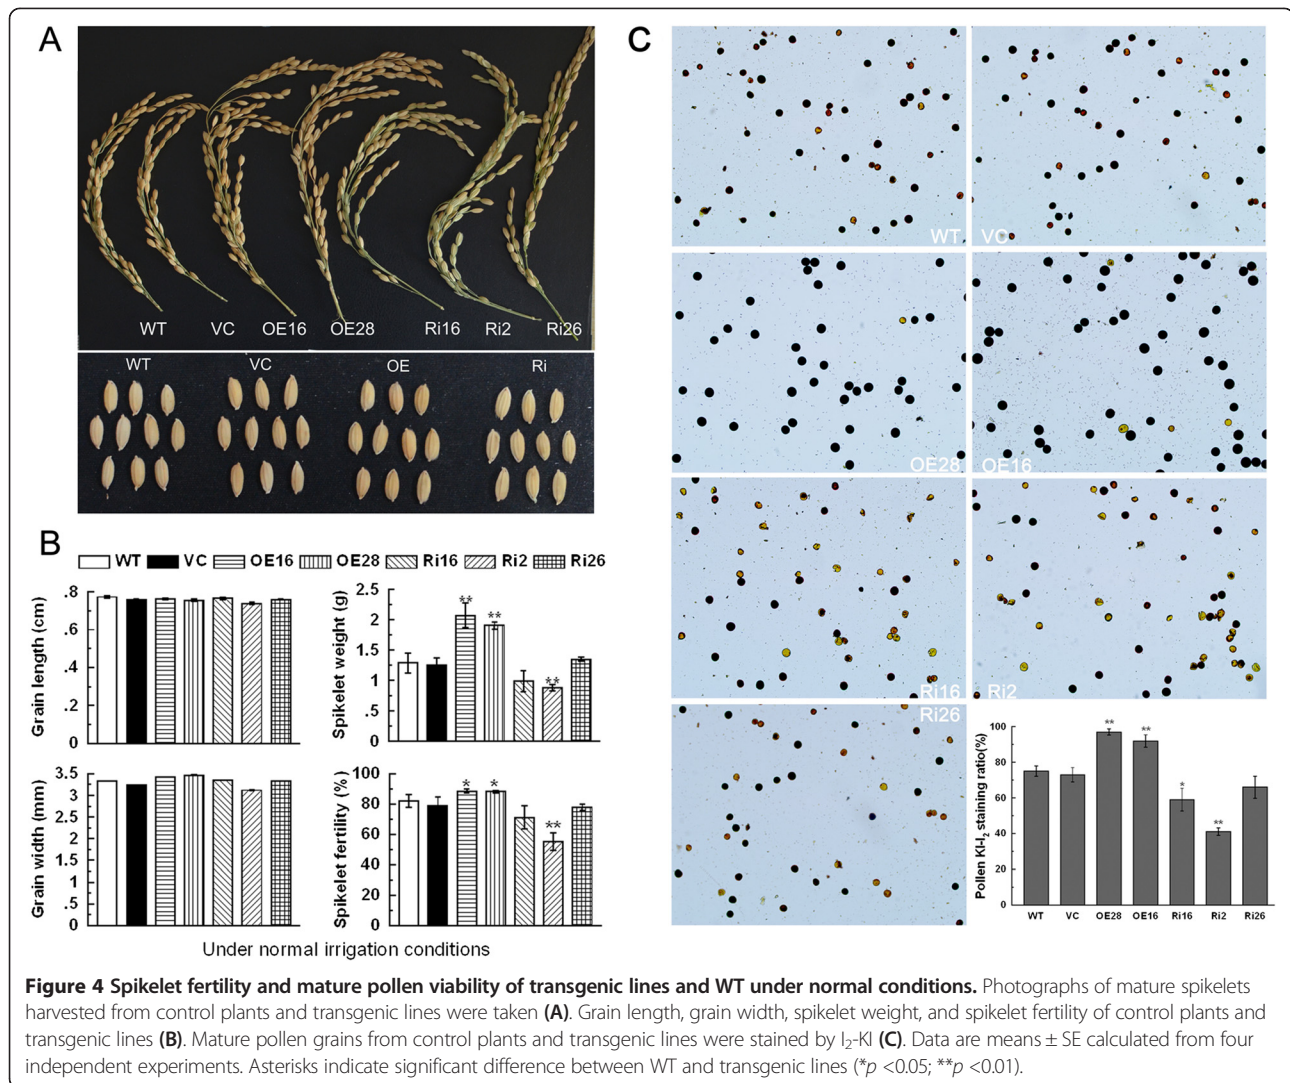 A
WT VC OE16 OE28 Ri16 Ri2 Ri26
WT VC OE Ri
B
WT VC OE16 OE28 Ri16 Ri2 Ri26
Grain length (cm)
.8
.6
.4
.2
0
Spikelet weight (g)
2.5
2
1.5
1
.5
0
** ** **
Grain width (mm)
3.5
3
2.5
2
1.5
1
.5
0
Spikelet fertility (%)
100
80
60
40
20
0
* * **
Under normal irrigation conditions
C
WT
VC
OE28
OE16
Ri16
Ri2
Ri26
Pollen KI-I2 staining ratio(%)
100
80
60
40
20
0
** ** * **
WT VC OE28 OE16 Ri16 Ri2 Ri26
Figure 4 Spikelet fertility and mature pollen viability of transgenic lines and WT under normal conditions. Photographs of mature spikelets
harvested from control plants and transgenic lines were taken (A). Grain length, grain width, spikelet weight, and spikelet fertility of control plants and
transgenic lines (B). Mature pollen grains from control plants and transgenic lines were stained by I2-KI (C). Data are means ± SE calculated from four
independent experiments. Asterisks indicate significant difference between WT and transgenic lines (*p <0.05; **p <0.01).